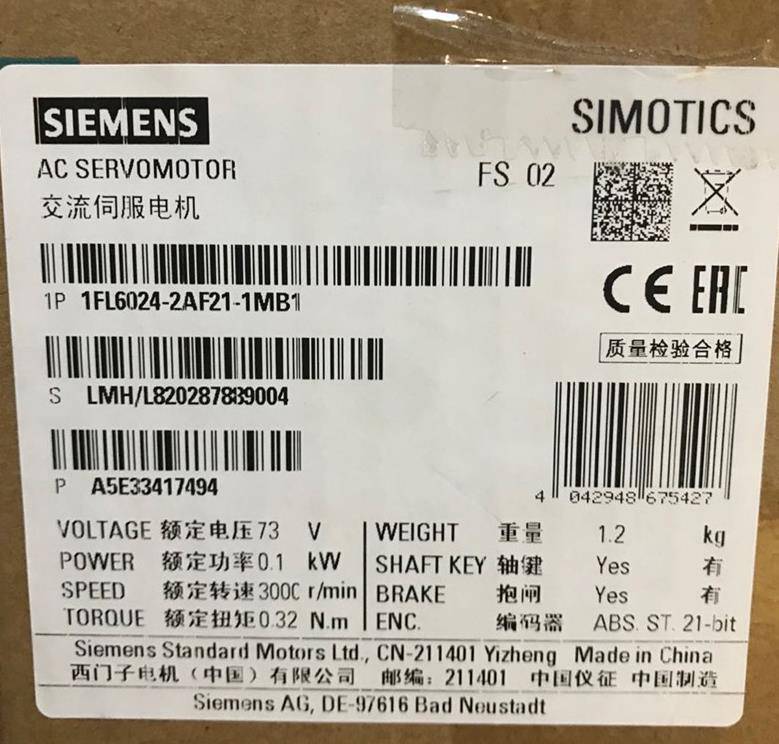 SIEMENS
SIMOTICS
AC SERVOMOTOR
FS 02
交流伺服电机
1P 1FL6024-2AF21-1MB1
质量检验合格
S LMH/L820287889004
P A5E33417494
4 042948 675427
VOLTAGE 额定电压 73 V
POWER 额定功率 0.1 kW
SPEED 额定转速 3000 r/min
TORQUE 额定扭矩 0.32 N.m
WEIGHT 重量 1.2 kg
SHAFT KEY 轴键 Yes 有
BRAKE 抱闸 Yes 有
ENC. 编码器 ABS. ST. 21-bit
Siemens Standard Motors Ltd., CN-211401 Yizheng Made in China
西门子电机（中国）有限公司 邮编：211401 中国仪征 中国制造
Siemens AG, DE-97616 Bad Neustadt